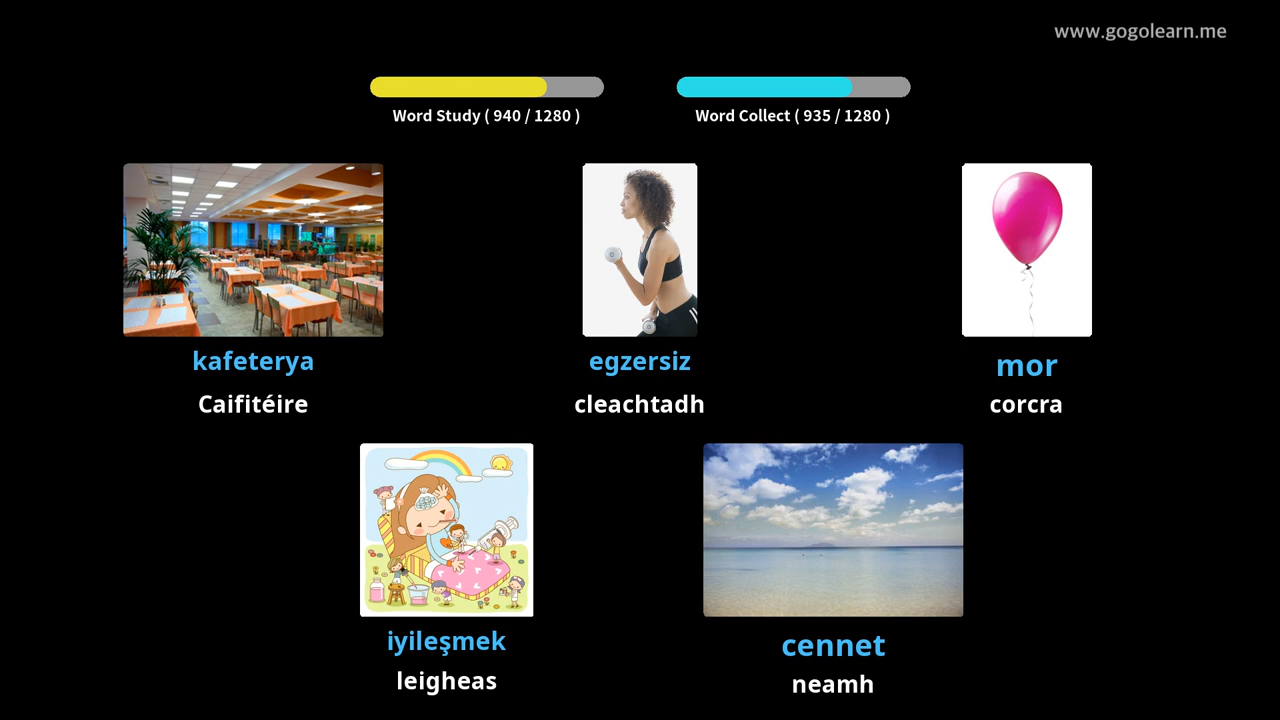 www.gogolearn.me
Word Study ( 940 / 1280 )
Word Collect ( 935 / 1280 )
kafeterya
Caifitéire
egzersiz
cleachtadh
mor
corcra
iyileşmek
leigheas
cennet
neamh